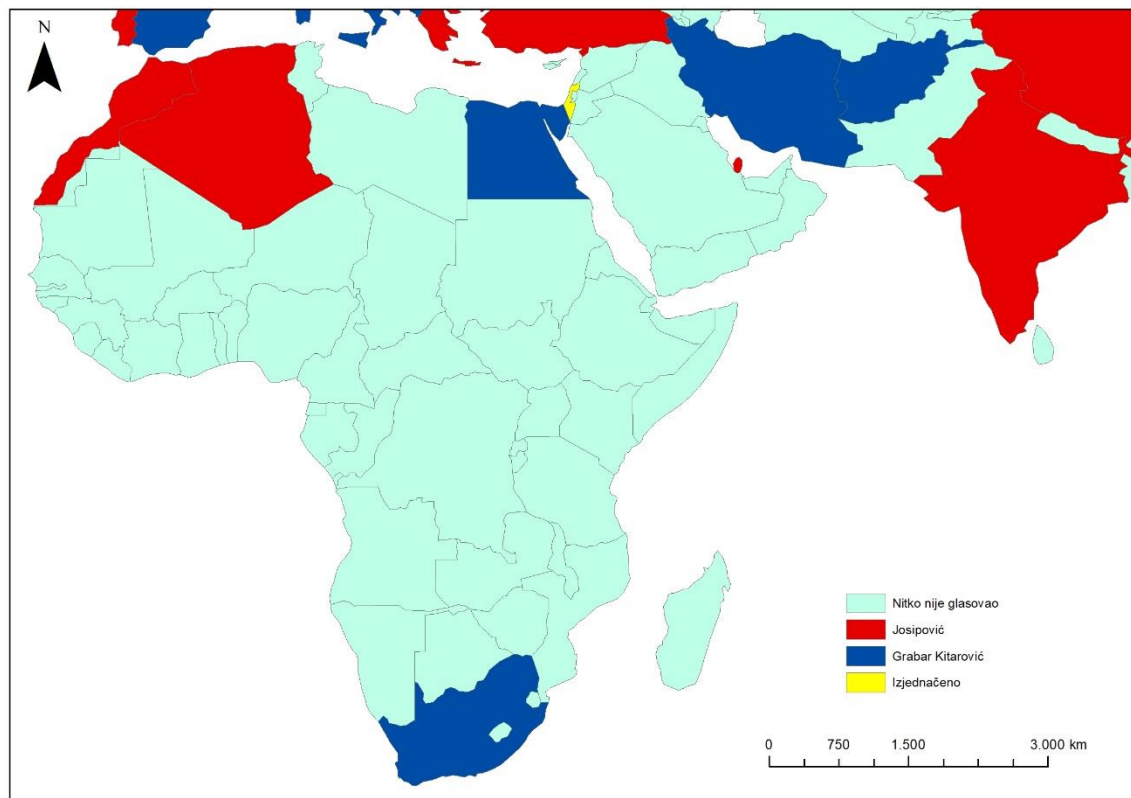 N
Nitko nije glasovao
Josipović
Grabar Kitarović
Izjednačeno
0 750 1.500 3.000 km